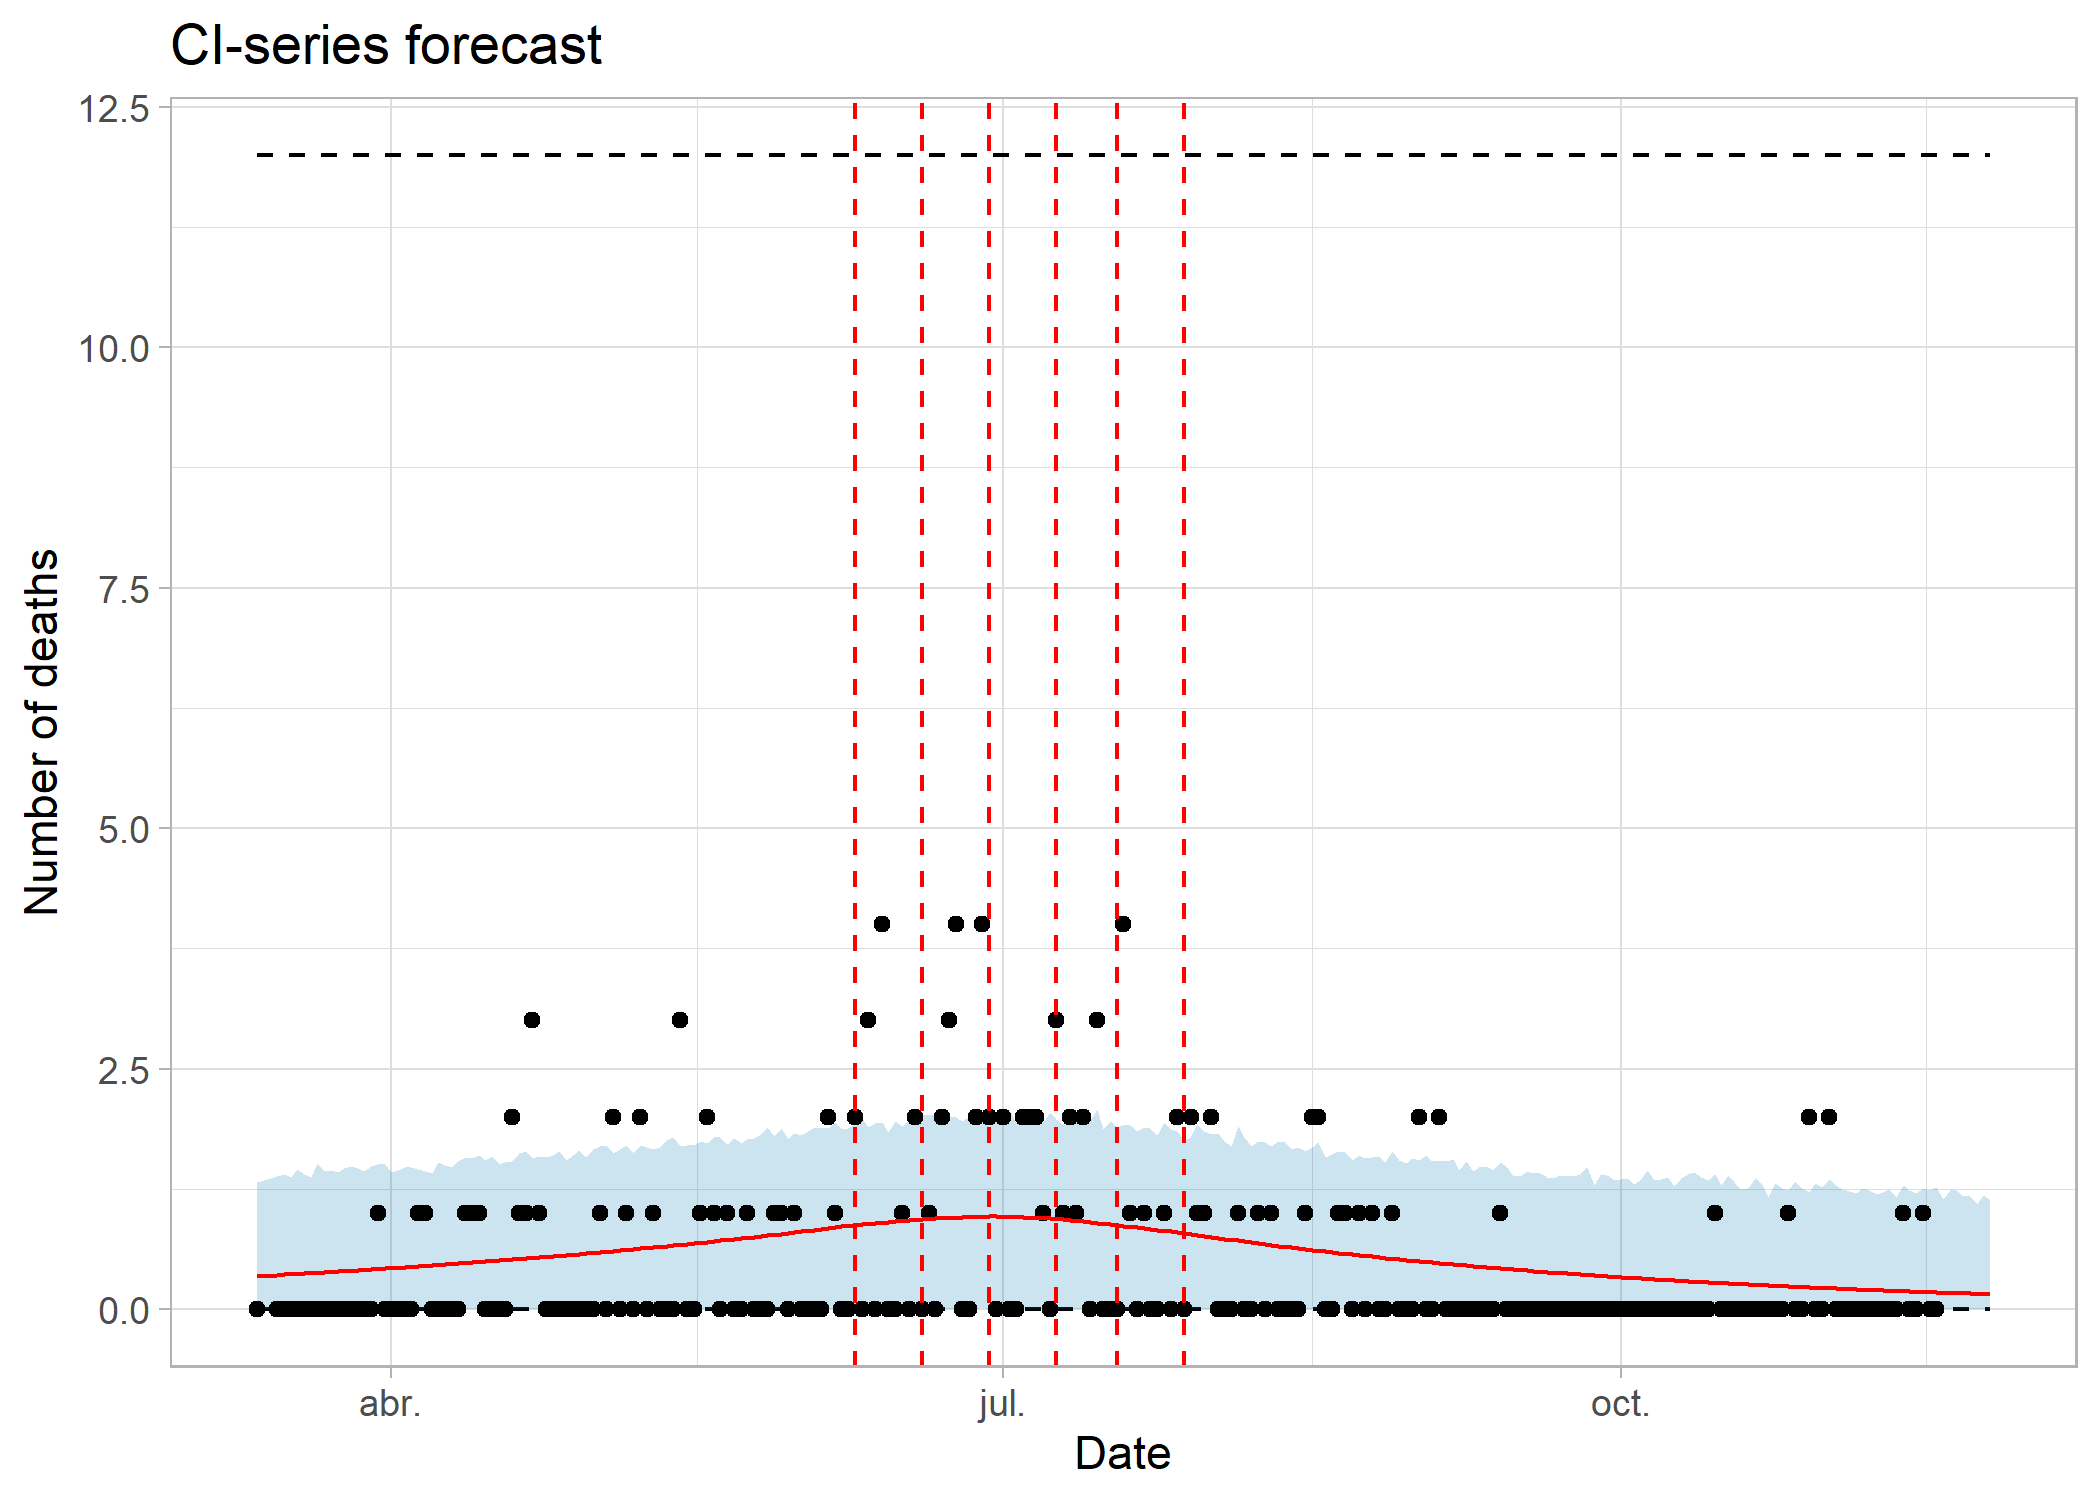 CI-series forecast
12.5
10.0
7.5
5.0
2.5
0.0
Number of deaths
abr.
jul.
oct.
Date